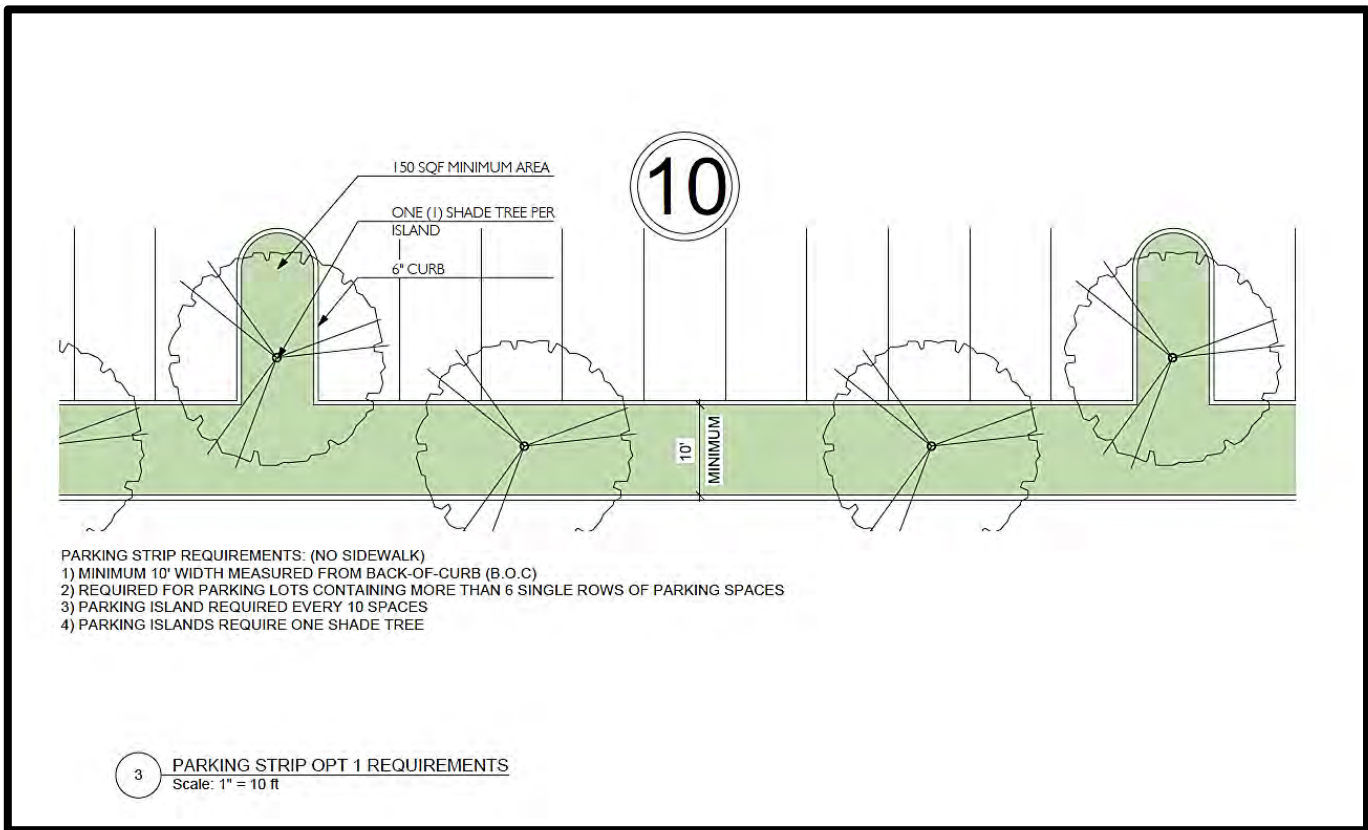 150 SQF MINIMUM AREA
10
ONE (1) SHADE TREE PER
ISLAND
6" CURB
10'
MINIMUM
PARKING STRIP REQUIREMENTS: (NO SIDEWALK)
1) MINIMUM 10' WIDTH MEASURED FROM BACK-OF-CURB (B.O.C)
2) REQUIRED FOR PARKING LOTS CONTAINING MORE THAN 6 SINGLE ROWS OF PARKING SPACES
3) PARKING ISLAND REQUIRED EVERY 10 SPACES
4) PARKING ISLANDS REQUIRE ONE SHADE TREE
3
PARKING STRIP OPT 1 REQUIREMENTS
Scale: 1" = 10 ft